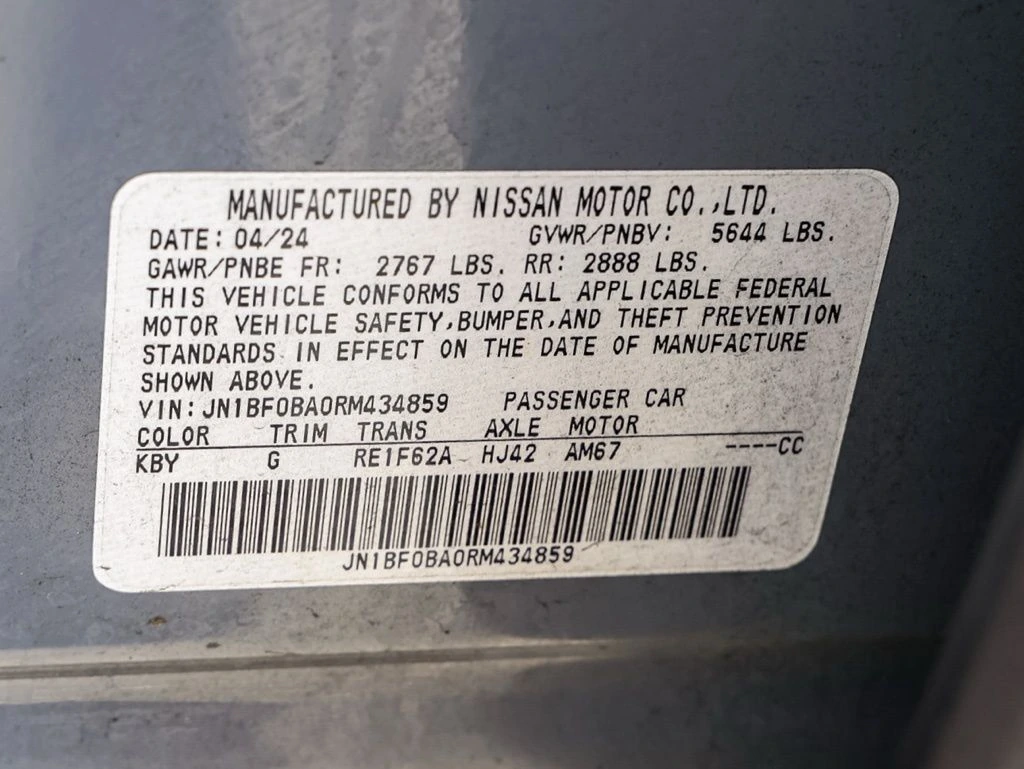 MANUFACTURED BY NISSAN MOTOR CO.,LTD.
DATE: 04/24 GVWR/PNBV: 5644 LBS.
GAWR/PNBE FR: 2767 LBS. RR: 2888 LBS.
THIS VEHICLE CONFORMS TO ALL APPLICABLE FEDERAL
MOTOR VEHICLE SAFETY,BUMPER,AND THEFT PREVENTION
STANDARDS IN EFFECT ON THE DATE OF MANUFACTURE
SHOWN ABOVE.
VIN:JN1BF0BA0RM434859 PASSENGER CAR
COLOR TRIM TRANS AXLE MOTOR
KBY G RE1F62A HJ42 AM67 ----CC
JN1BF0BA0RM434859